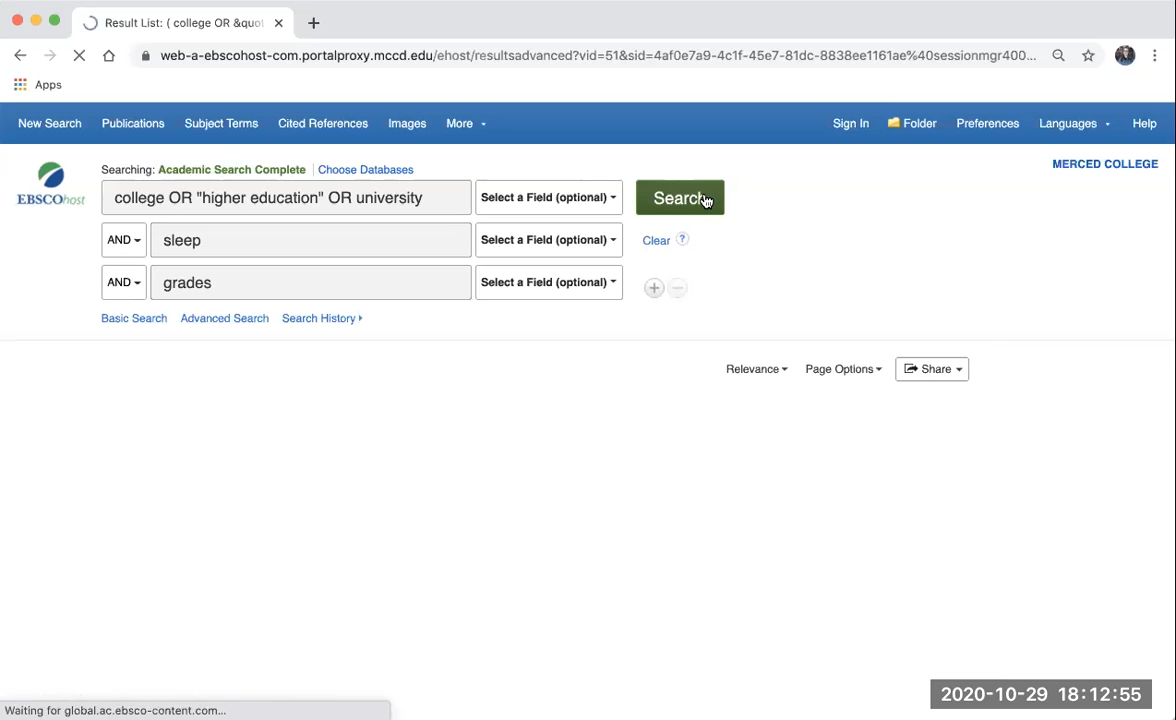 Result List: ( college OR &quot
web-a-ebscohost-com.portalproxy.mccd.edu/ehost/resultsadvanced?vid=51&sid=4af0e7a9-4c1f-45e7-81dc-8838ee1161ae%40sessionmgr400...
Apps
New Search Publications Subject Terms Cited References Images More Sign In Folder Preferences Languages Help
Searching: Academic Search Complete | Choose Databases MERCED COLLEGE
EBSCOhost
college OR "higher education" OR university Select a Field (optional) Search
AND sleep Select a Field (optional) Clear ?
AND grades Select a Field (optional)
Basic Search Advanced Search Search History
Relevance Page Options Share
2020-10-29 18:12:55
Waiting for global.ac.ebsco-content.com...